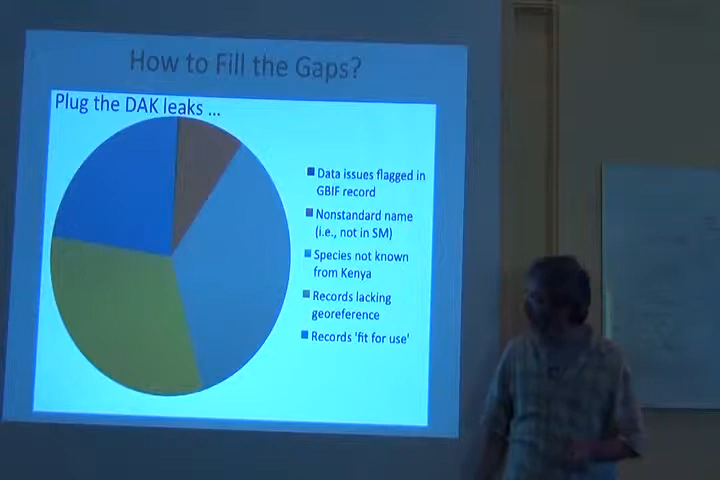 How to Fill the Gaps?
Plug the DAK leaks ...
Data issues flagged in
GBIF record
Nonstandard name
(i.e., not in SM)
Species not known
from Kenya
Records lacking
georeference
Records 'fit for use'